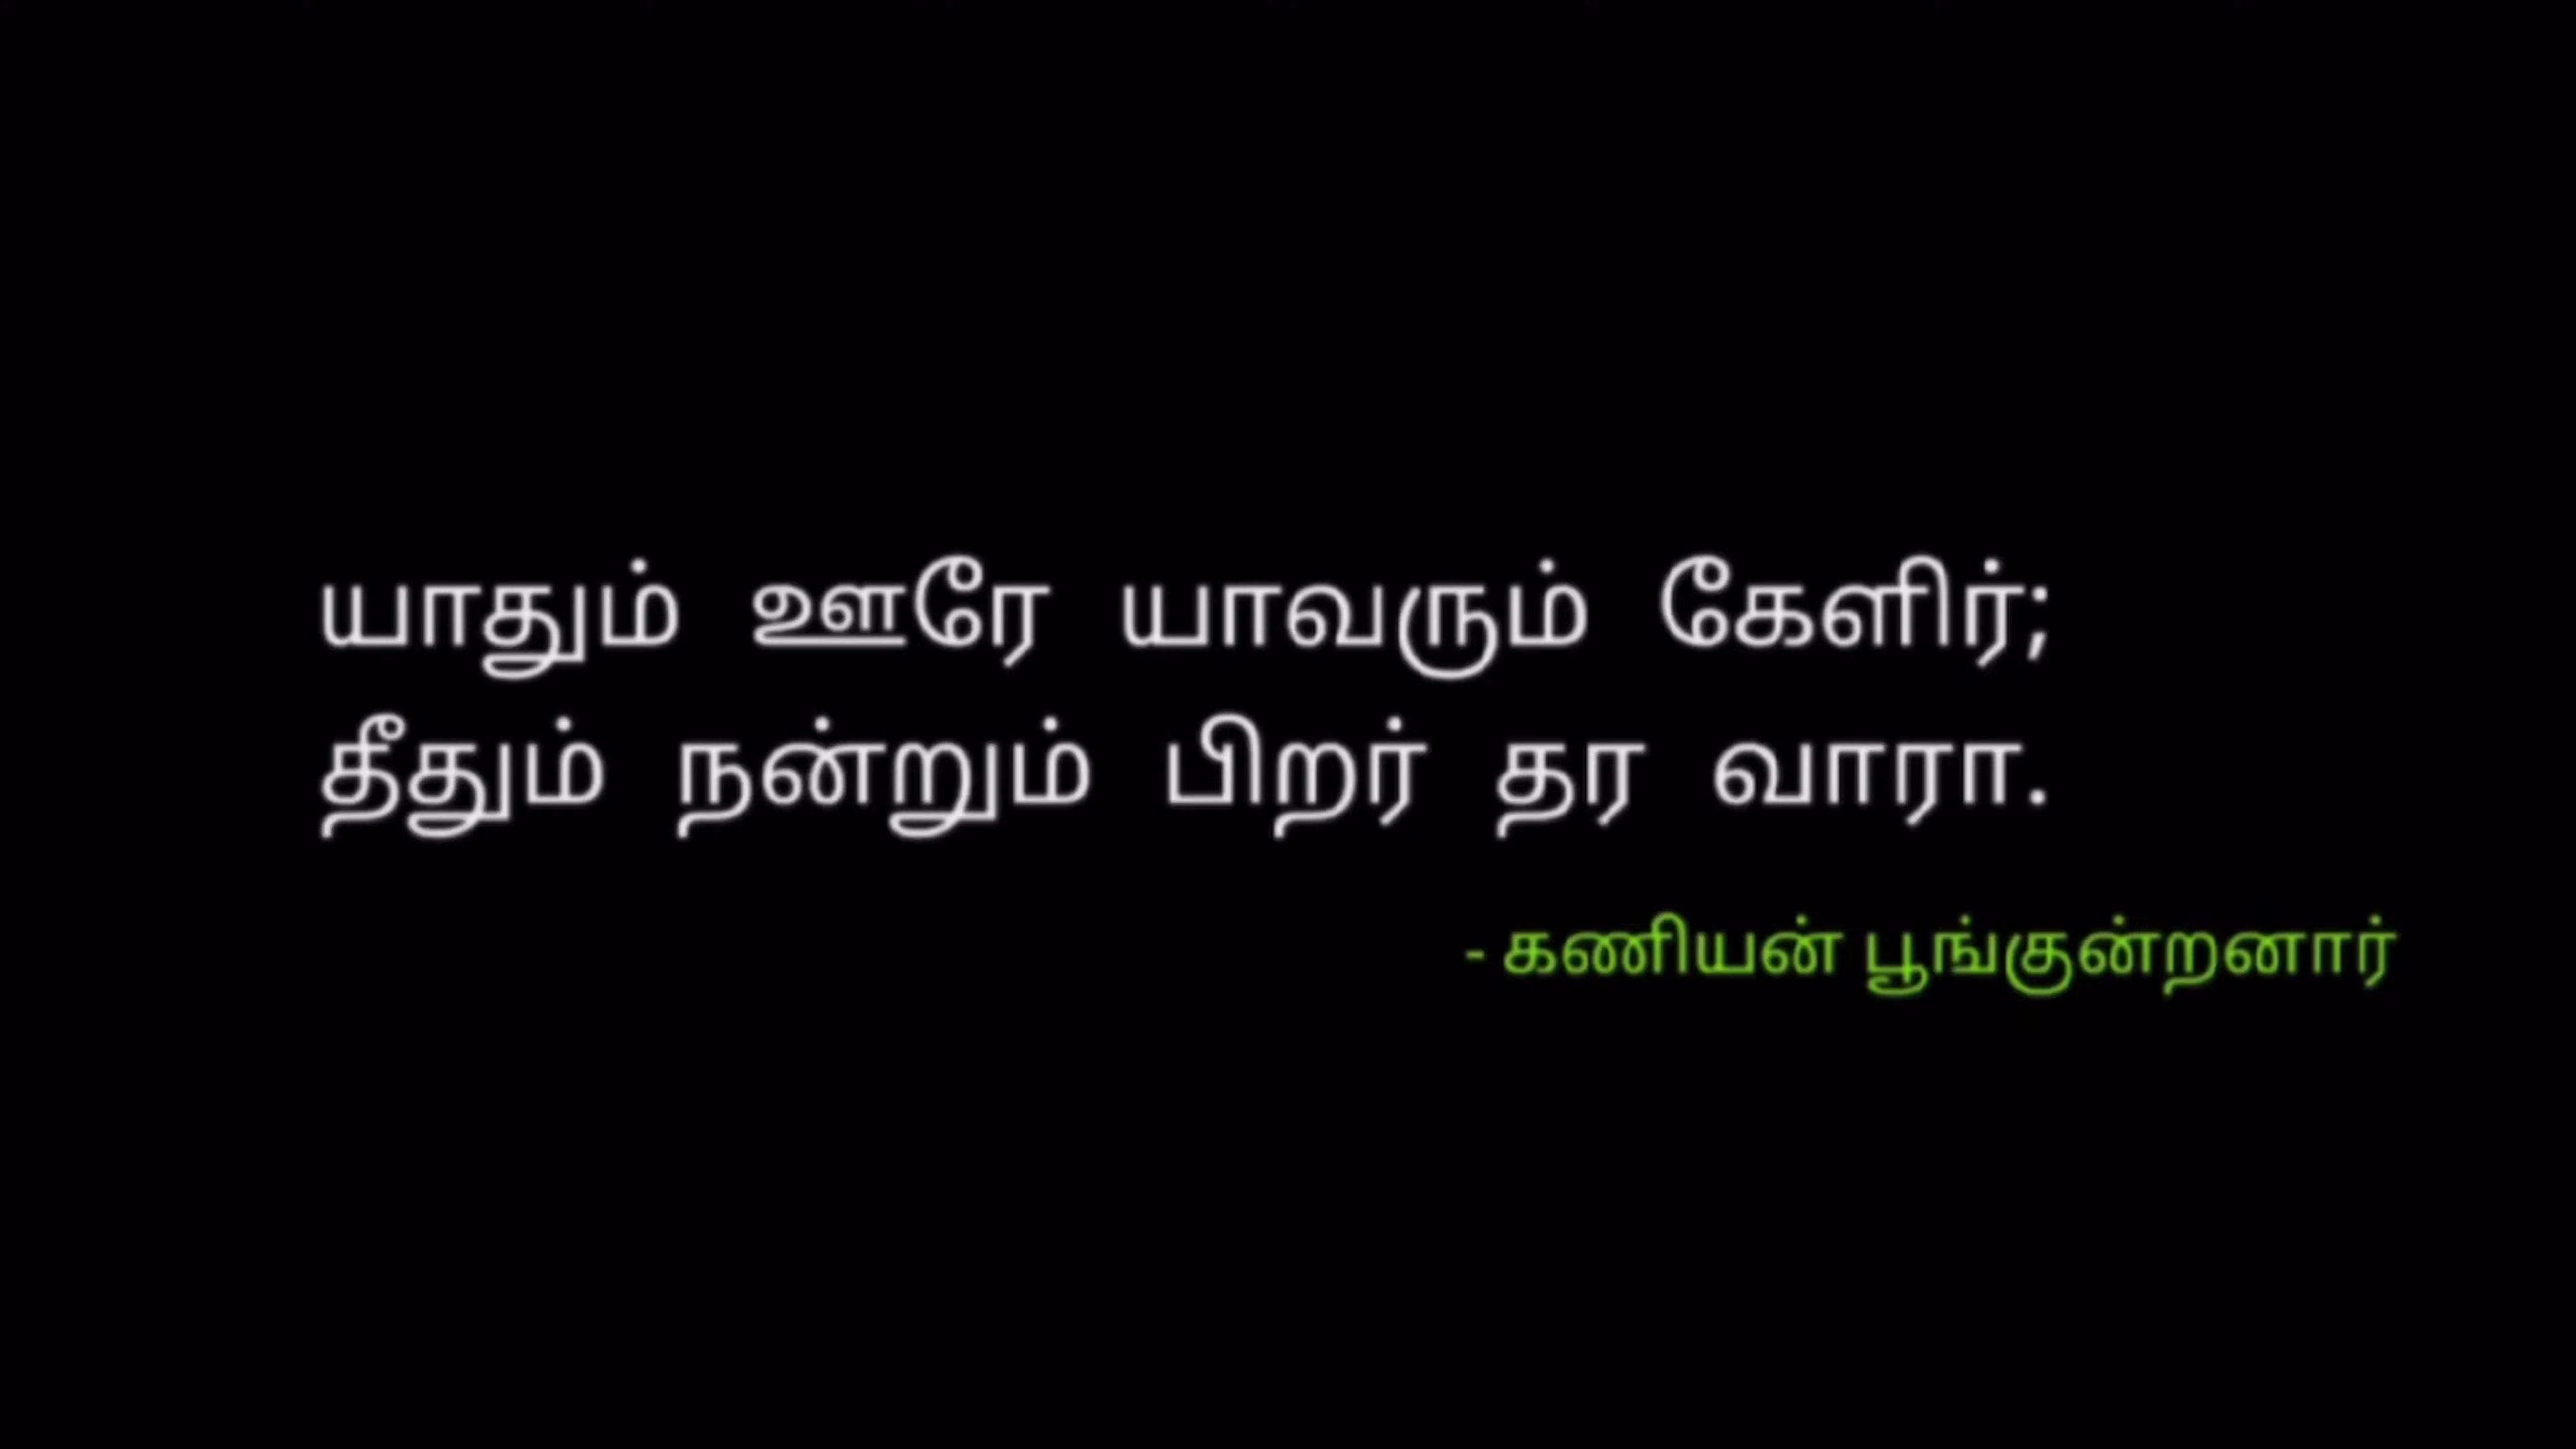 யாதும் ஊரே யாவரும் கேளிர்;
தீதும் நன்றும் பிறர் தர வாரா.
- கணியன் பூங்குன்றனார்